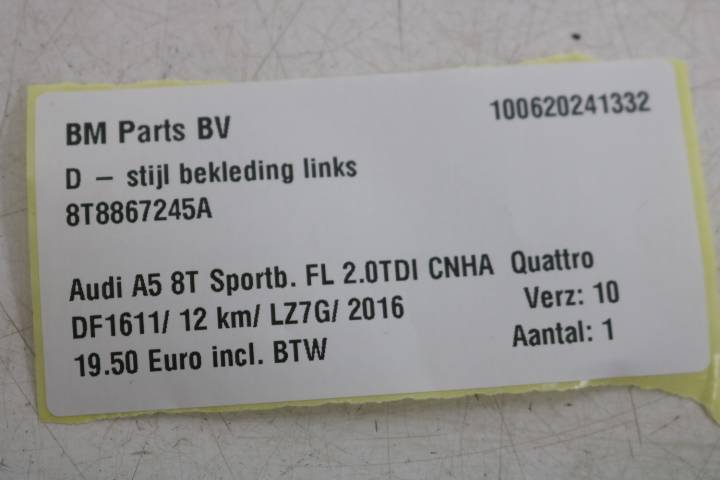 BM Parts BV 100620241332
D – stijl bekleding links
8T8867245A
Audi A5 8T Sportb. FL 2.0TDI CNHA Quattro
DF1611/ 12 km/ LZ7G/ 2016 Verz: 10
19.50 Euro incl. BTW Aantal: 1